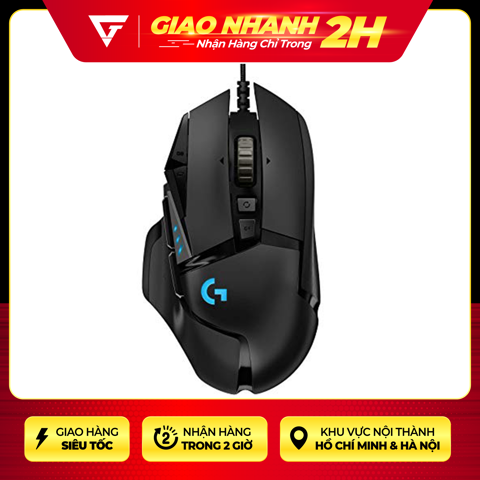 GIAO NHANH
Nhận Hàng Chỉ Trong
2H
G
GIAO HÀNG
SIÊU TỐC
2
NHẬN HÀNG
TRONG 2 GIỜ
KHU VỰC NỘI THÀNH
HỒ CHÍ MINH & HÀ NỘI